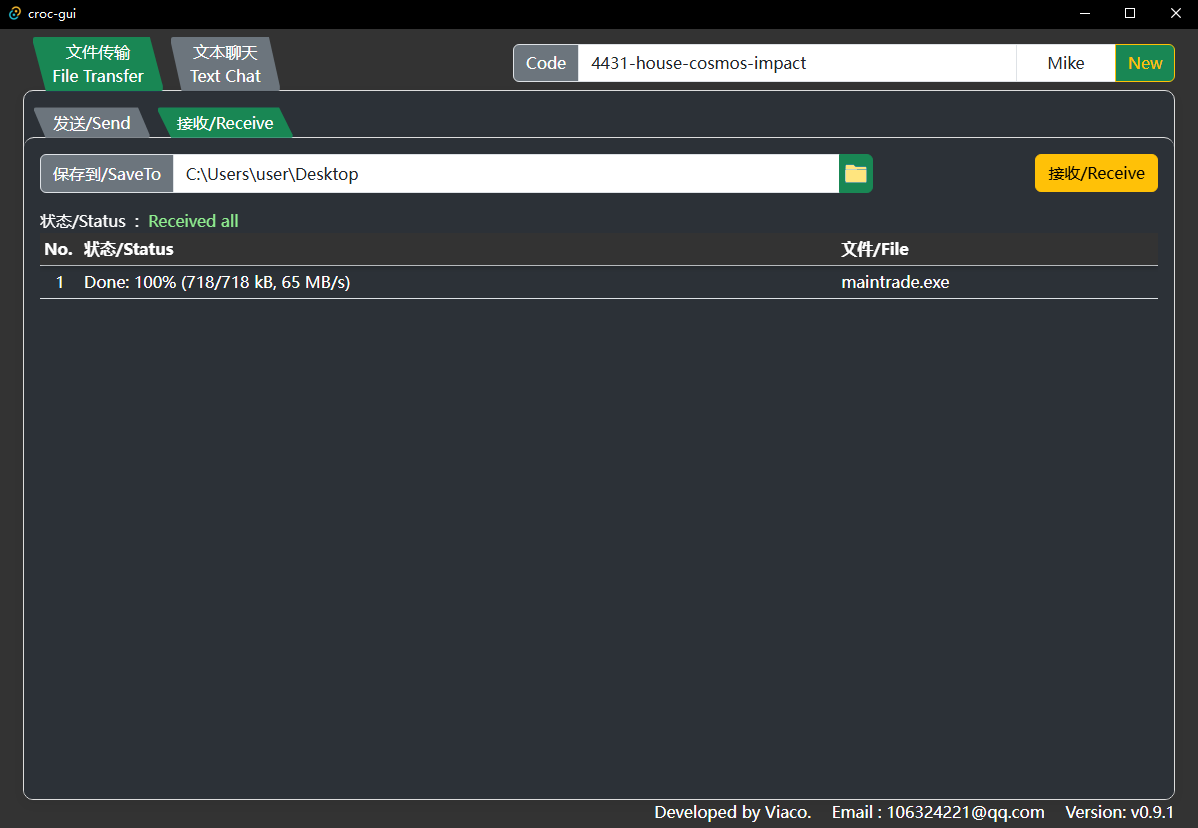 croc-gui
文件传输
File Transfer
文本聊天
Text Chat
Code 4431-house-cosmos-impact Mike New
发送/Send 接收/Receive
保存到/SaveTo C:\Users\user\Desktop 接收/Receive
状态/Status : Received all
No. 状态/Status 文件/File
1 Done: 100% (718/718 kB, 65 MB/s) maintrade.exe
Developed by Viaco. Email : 106324221@qq.com Version: v0.9.1